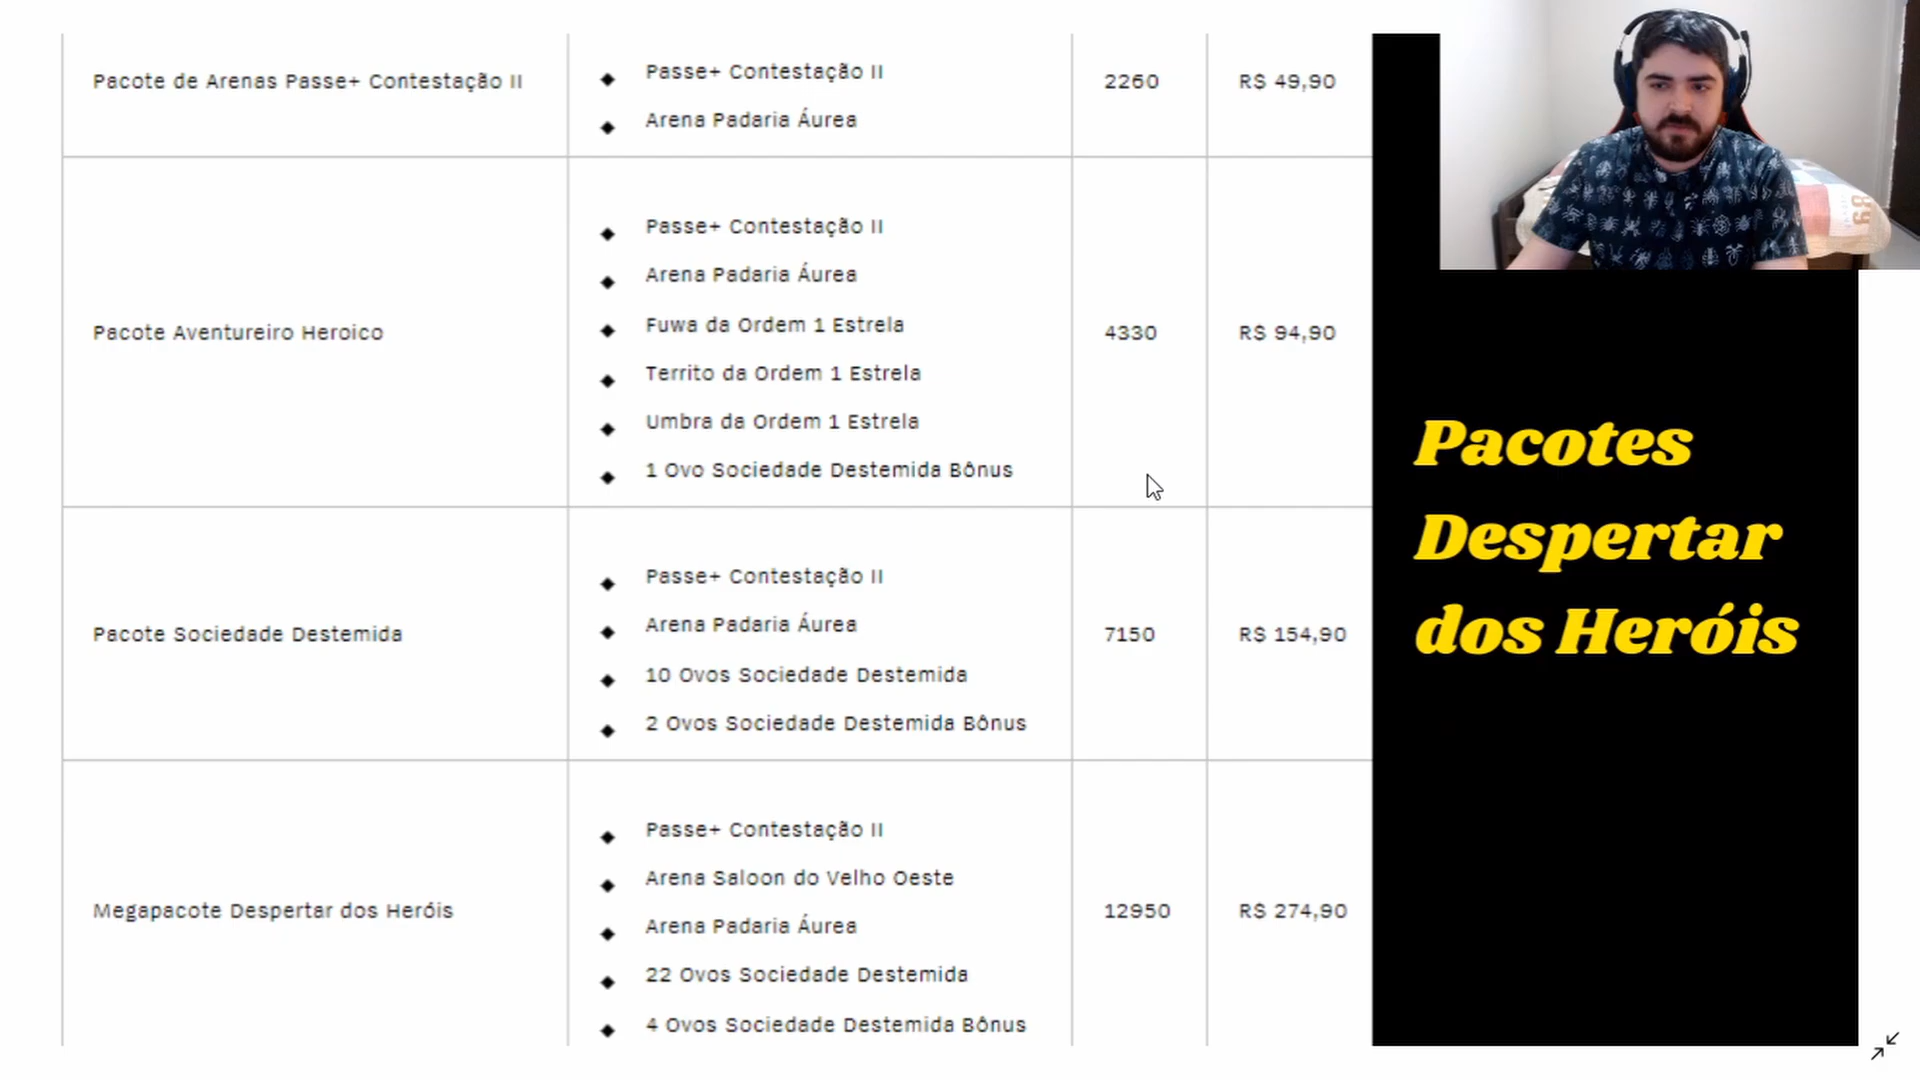 Pacote de Arenas Passe+ Contestação II
Passe+ Contestação II
Arena Padaria Áurea
2260
R$ 49,90
Pacote Aventureiro Heroico
Passe+ Contestação II
Arena Padaria Áurea
Fuwa da Ordem 1 Estrela
Territo da Ordem 1 Estrela
Umbra da Ordem 1 Estrela
1 Ovo Sociedade Destemida Bônus
4330
R$ 94,90
Pacote Sociedade Destemida
Passe+ Contestação II
Arena Padaria Áurea
10 Ovos Sociedade Destemida
2 Ovos Sociedade Destemida Bônus
7150
R$ 154,90
Megapacote Despertar dos Heróis
Passe+ Contestação II
Arena Saloon do Velho Oeste
Arena Padaria Áurea
22 Ovos Sociedade Destemida
4 Ovos Sociedade Destemida Bônus
12950
R$ 274,90
Pacotes
Despertar
dos Heróis